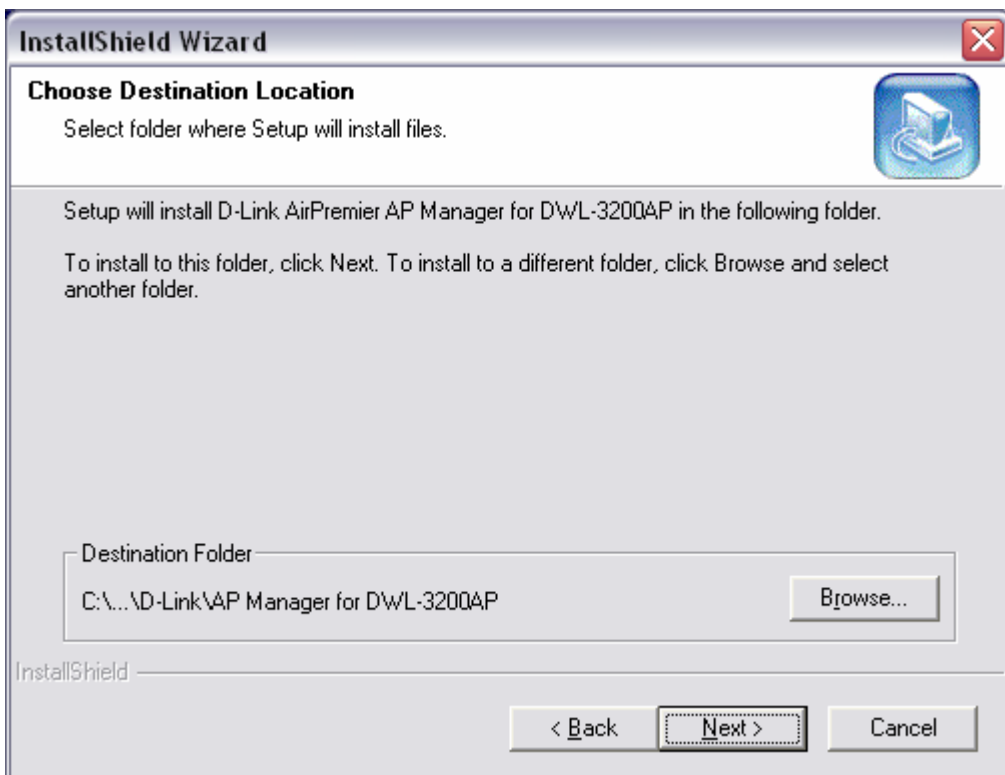 InstallShield Wizard
Choose Destination Location
Select folder where Setup will install files.
Setup will install D-Link AirPremier AP Manager for DWL-3200AP in the following folder.
To install to this folder, click Next. To install to a different folder, click Browse and select
another folder.
Destination Folder
C:\...\D-Link\AP Manager for DWL-3200AP
Browse...
InstallShield
< Back
Next >
Cancel